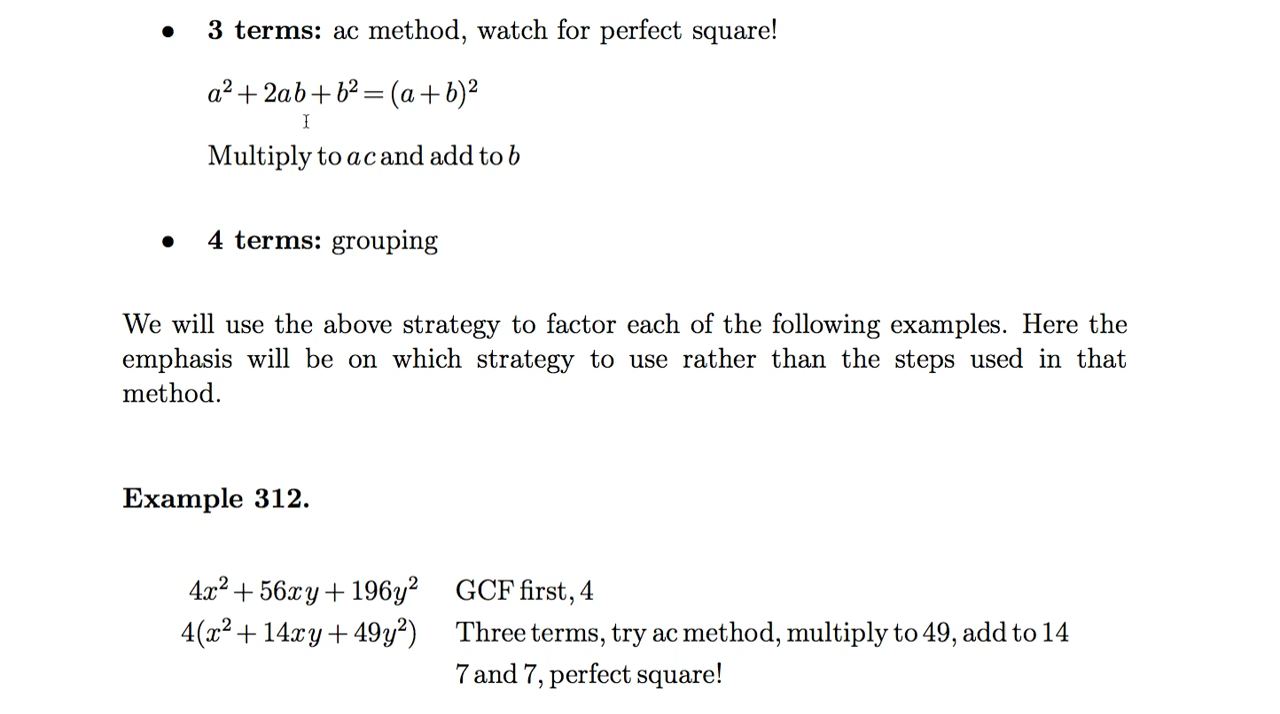 • 3 terms: ac method, watch for perfect square!
a² + 2ab + b² = (a + b)²
Multiply to ac and add to b
• 4 terms: grouping
We will use the above strategy to factor each of the following examples. Here the
emphasis will be on which strategy to use rather than the steps used in that
method.
Example 312.
4x² + 56xy + 196y² GCF first, 4
4(x² + 14xy + 49y²) Three terms, try ac method, multiply to 49, add to 14
7 and 7, perfect square!